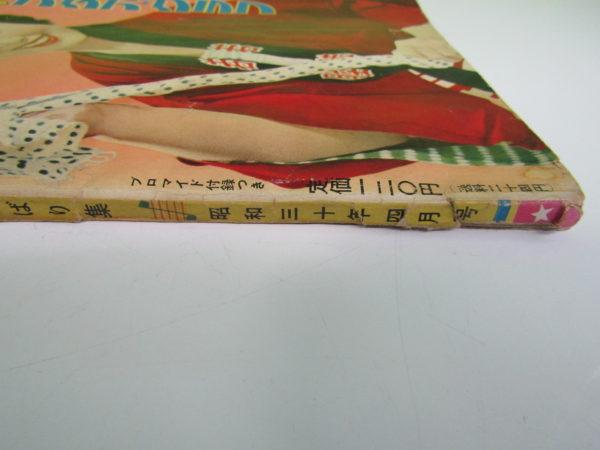 ブロマイド付録つき
定価一二〇円
ばり集
昭和三十年四月号